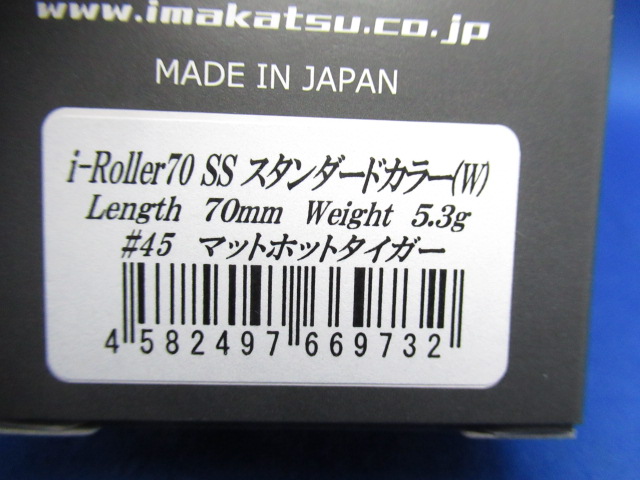 www.imakatsu.co.jp
MADE IN JAPAN
i-Roller70 SS スタンダードカラー(W)
Length 70mm Weight 5.3g
#45 マットホットタイガー
4 582497 669732